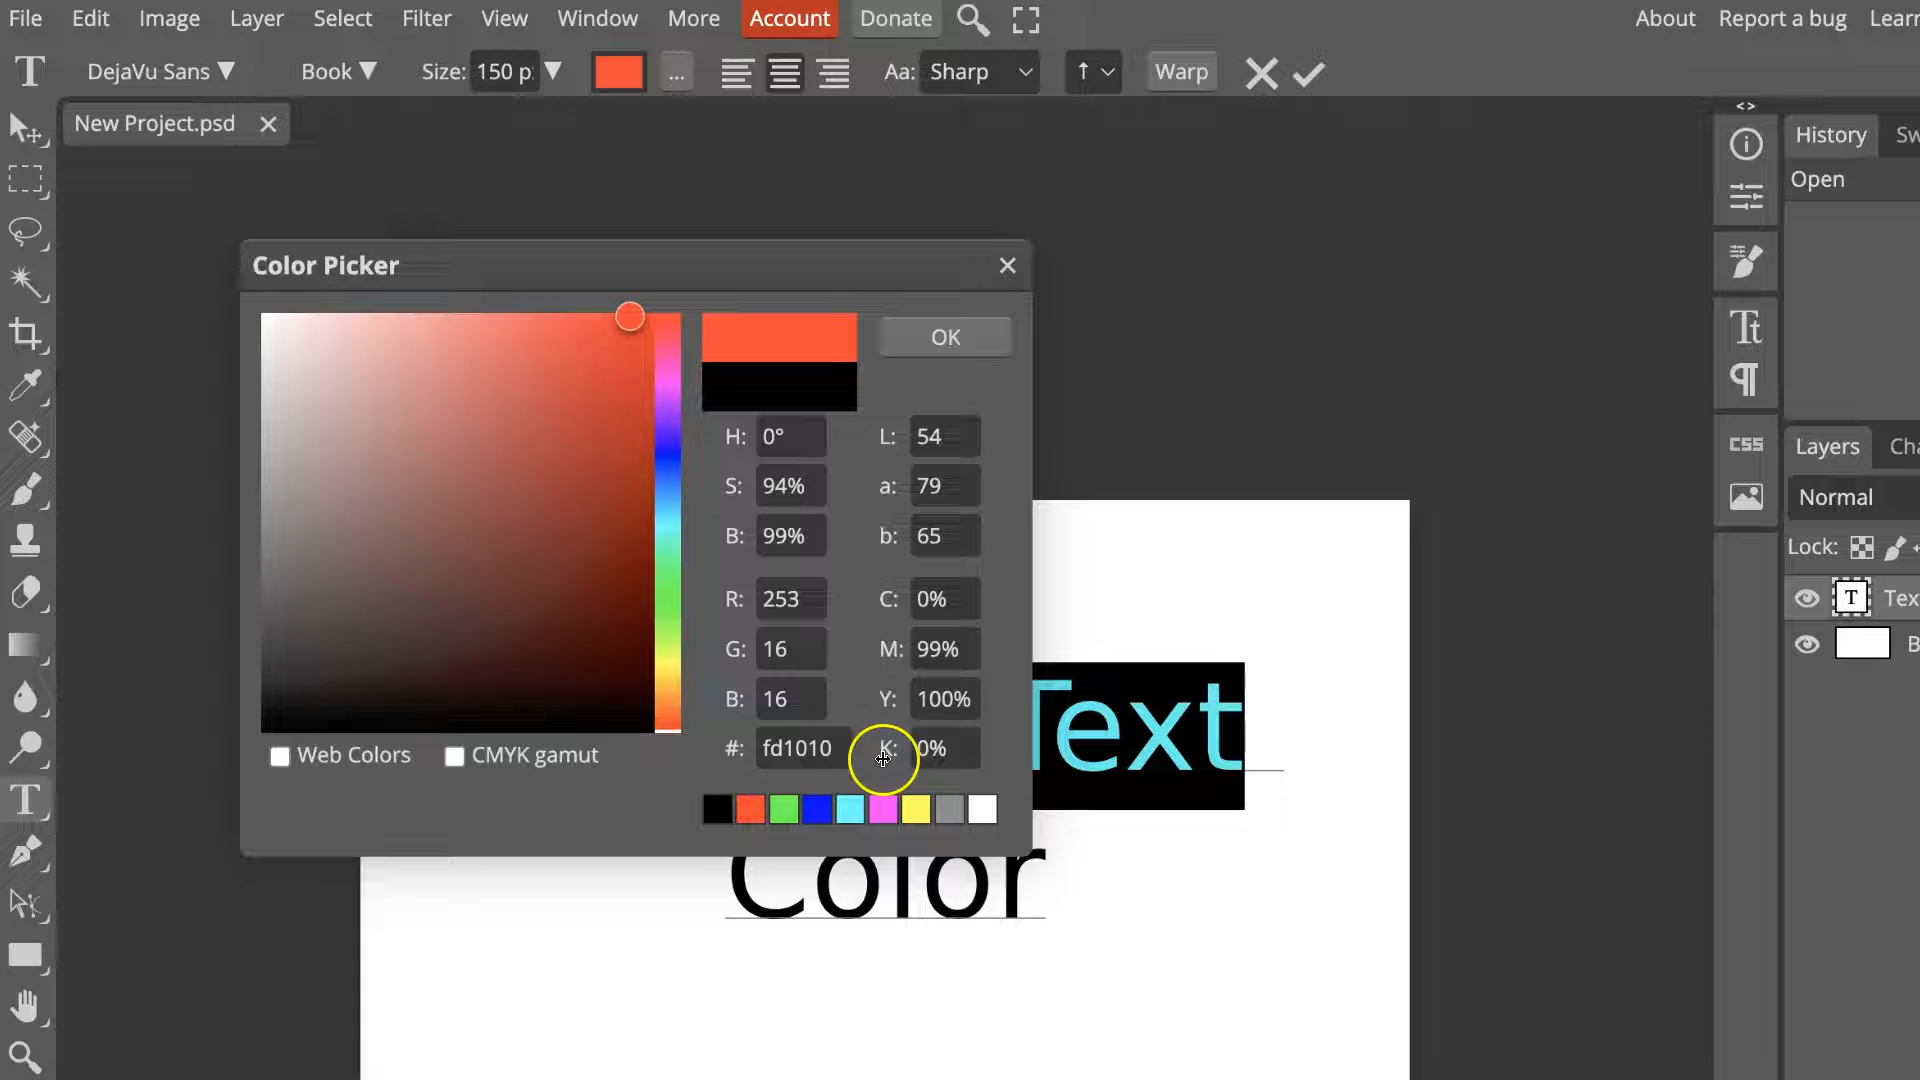 File Edit Image Layer Select Filter View Window More Account Donate About Report a bug Learn
T DejaVu Sans Book Size: 150 p ... Aa: Sharp Warp
New Project.psd
History Sw
Open
Color Picker
OK
H: 0° L: 54
S: 94% a: 79
B: 99% b: 65
R: 253 C: 0%
G: 16 M: 99%
B: 16 Y: 100%
#: fd1010 K: 0%
Web Colors CMYK gamut
CSS
Layers Cha
Normal
Lock:
T Tex
B
Text
Color